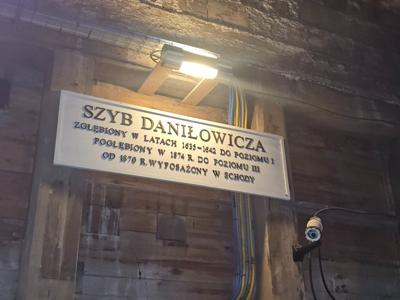 SZYB DANIŁOWICZA
ZGŁĘBIONY W LATACH 1635-1642 DO POZIOMU I
POGŁĘBIONY W 1874 R. DO POZIOMU III
OD 1870 R. WYPOSAŻONY W SCHODY